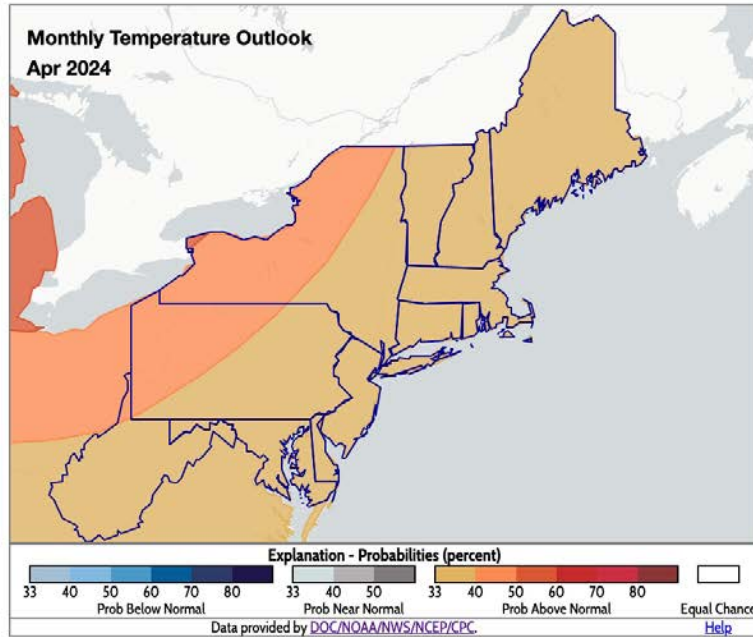 Monthly Temperature Outlook
Apr 2024
Explanation - Probabilities (percent)
33 40 50 60 70 80 33 40 50 33 40 50 60 70 80
Prob Below Normal Prob Near Normal Prob Above Normal Equal Chance
Data provided by DOC/NOAA/NWS/NCEP/CPC. Help